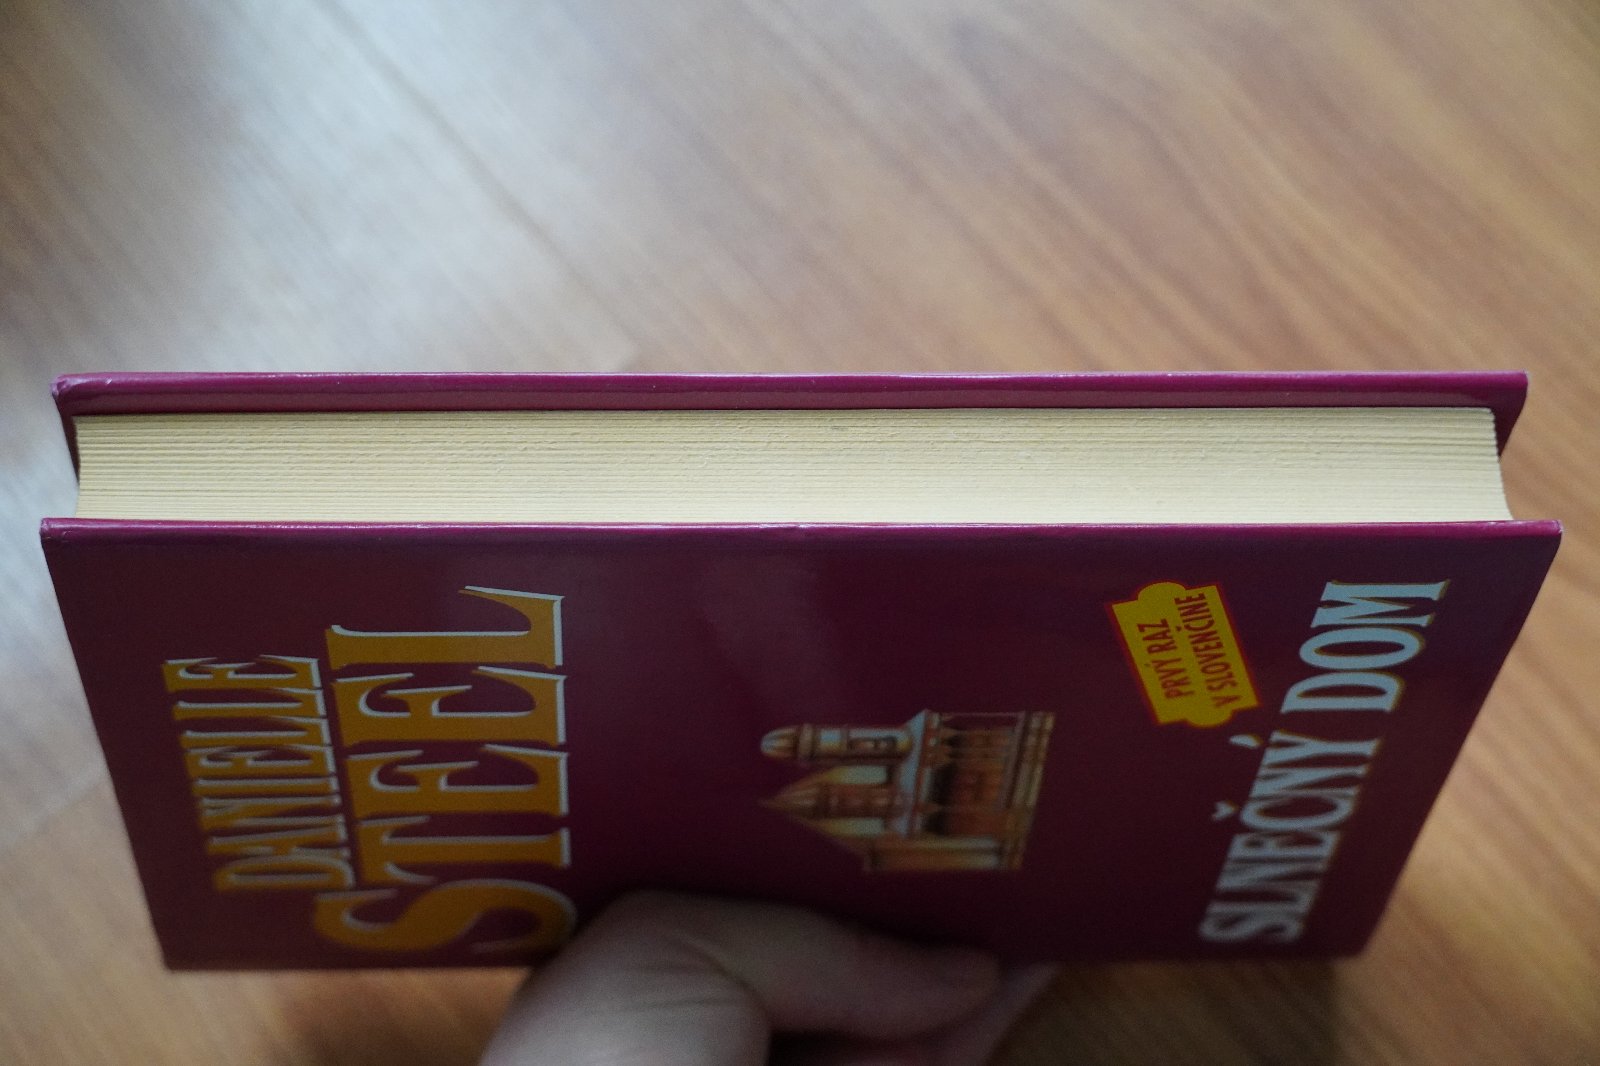 DANIELLE
STEEL
PRVÝ RAZ
V SLOVENČINE
SLNEČNÝ DOM